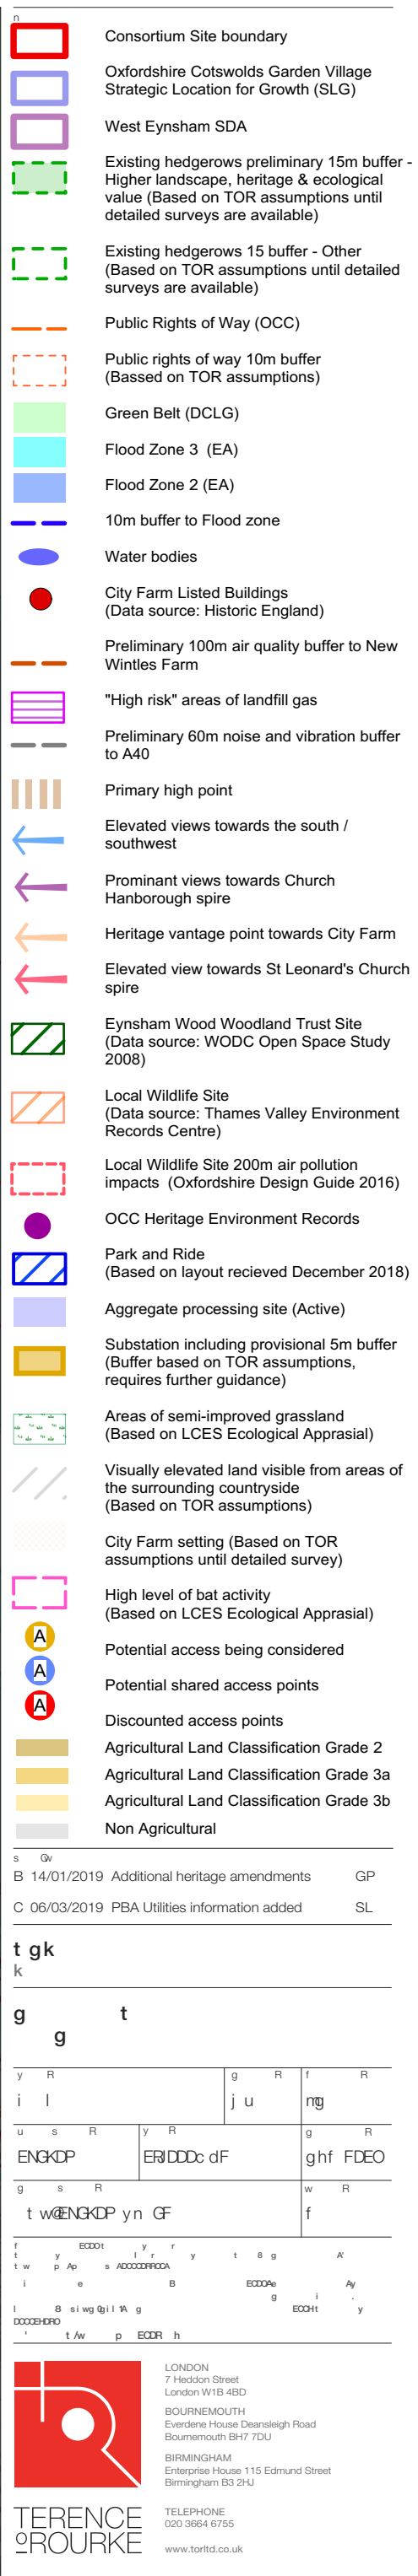 n
Consortium Site boundary
Oxfordshire Cotswolds Garden Village
Strategic Location for Growth (SLG)
West Eynsham SDA
Existing hedgerows preliminary 15m buffer -
Higher landscape, heritage & ecological
value (Based on TOR assumptions until
detailed surveys are available)
Existing hedgerows 15 buffer - Other
(Based on TOR assumptions until detailed
surveys are available)
Public Rights of Way (OCC)
Public rights of way 10m buffer
(Bassed on TOR assumptions)
Green Belt (DCLG)
Flood Zone 3 (EA)
Flood Zone 2 (EA)
10m buffer to Flood zone
Water bodies
City Farm Listed Buildings
(Data source: Historic England)
Preliminary 100m air quality buffer to New
Wintles Farm
"High risk" areas of landfill gas
Preliminary 60m noise and vibration buffer
to A40
Primary high point
Elevated views towards the south /
southwest
Prominant views towards Church
Hanborough spire
Heritage vantage point towards City Farm
Elevated view towards St Leonard's Church
spire
Eynsham Wood Woodland Trust Site
(Data source: WODC Open Space Study
2008)
Local Wildlife Site
(Data source: Thames Valley Environment
Records Centre)
Local Wildlife Site 200m air pollution
impacts (Oxfordshire Design Guide 2016)
OCC Heritage Environment Records
Park and Ride
(Based on layout recieved December 2018)
Aggregate processing site (Active)
Substation including provisional 5m buffer
(Buffer based on TOR assumptions,
requires further guidance)
Areas of semi-improved grassland
(Based on LCES Ecological Apprasial)
Visually elevated land visible from areas of
the surrounding countryside
(Based on TOR assumptions)
City Farm setting (Based on TOR
assumptions until detailed survey)
High level of bat activity
(Based on LCES Ecological Apprasial)
A Potential access being considered
A Potential shared access points
A Discounted access points
Agricultural Land Classification Grade 2
Agricultural Land Classification Grade 3a
Agricultural Land Classification Grade 3b
Non Agricultural
B 14/01/2019 Additional heritage amendments GP
C 06/03/2019 PBA Utilities information added SL
t gk
k
g t
g
y R g R f R
i l j u
u s R y R g R
ENGKDP ghf FDEO
g s R w R
f
LONDON
7 Heddon Street
London W1B 4BD
BOURNEMOUTH
Everdene House Deansleigh Road
Bournemouth BH7 7DU
BIRMINGHAM
Enterprise House 115 Edmund Street
Birmingham B3 2HJ
TERENCE
O'ROURKE
TELEPHONE
020 3664 6755
www.torltd.co.uk